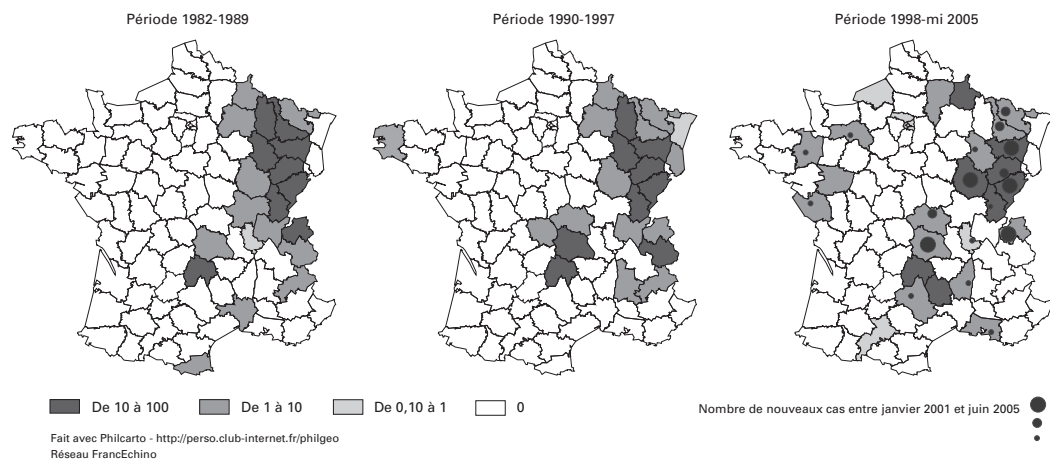 Période 1982-1989
Période 1990-1997
Période 1998-mi 2005
De 10 à 100
De 1 à 10
De 0,10 à 1
0
Nombre de nouveaux cas entre janvier 2001 et juin 2005
Fait avec Philcarto - http://perso.club-internet.fr/philgeo
Réseau FrancEchino